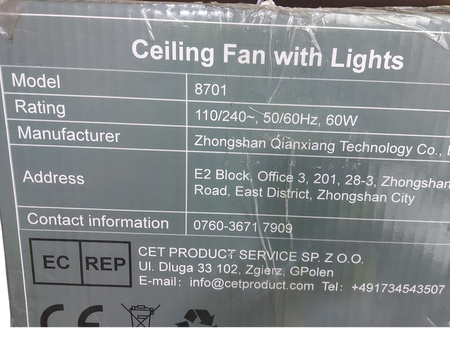 Ceiling Fan with Lights
Model 8701
Rating 110/240~, 50/60Hz, 60W
Manufacturer Zhongshan Qianxiang Technology Co.,
Address E2 Block, Office 3, 201, 28-3, Zhongshan
Road, East District, Zhongshan City
Contact information 0760-3671 7909
EC REP
CET PRODUCT SERVICE SP. Z O.O.
Ul. Dluga 33 102, Zgierz, GPolen
E-mail: info@cetproduct.com Tel: +491734543507
CE